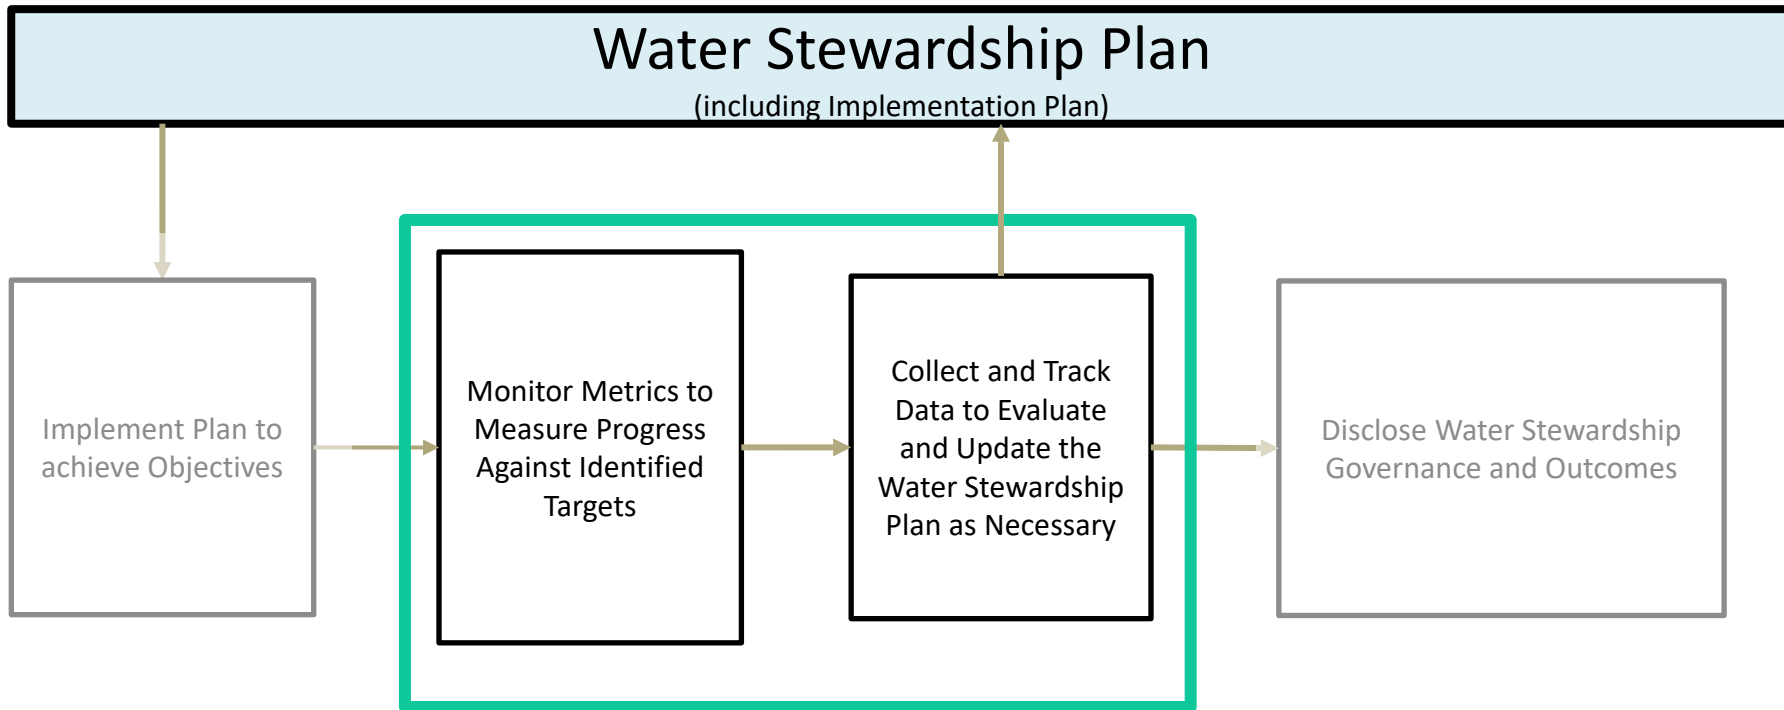 Water Stewardship Plan
(including Implementation Plan)
Implement Plan to
achieve Objectives
Monitor Metrics to
Measure Progress
Against Identified
Targets
Collect and Track
Data to Evaluate
and Update the
Water Stewardship
Plan as Necessary
Disclose Water Stewardship
Governance and Outcomes